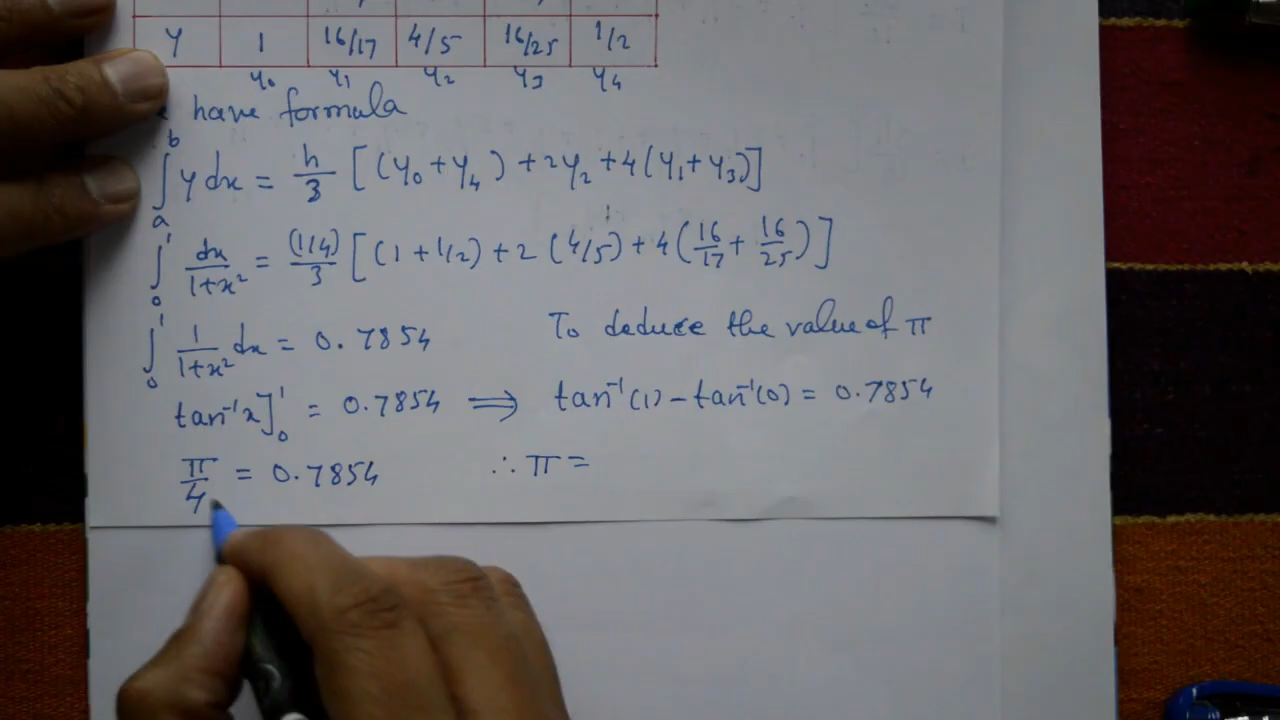 Y 1 16/17 4/5 16/25 1/2
y₀ y₁ y₂ y₃ y₄
have formula
∫ₐᵇ y dx = h/3 [(y₀ + y₄) + 2y₂ + 4(y₁ + y₃)]
∫₀¹ dx/(1+x²) = (1/4)/3 [(1 + 1/2) + 2 (4/5) + 4(16/17 + 16/25)]
∫₀¹ 1/(1+x²) dx = 0.7854 To deduce the value of π
tan⁻¹x]₀¹ = 0.7854 ⟹ tan⁻¹(1) - tan⁻¹(0) = 0.7854
π/4 = 0.7854 ∴ π =